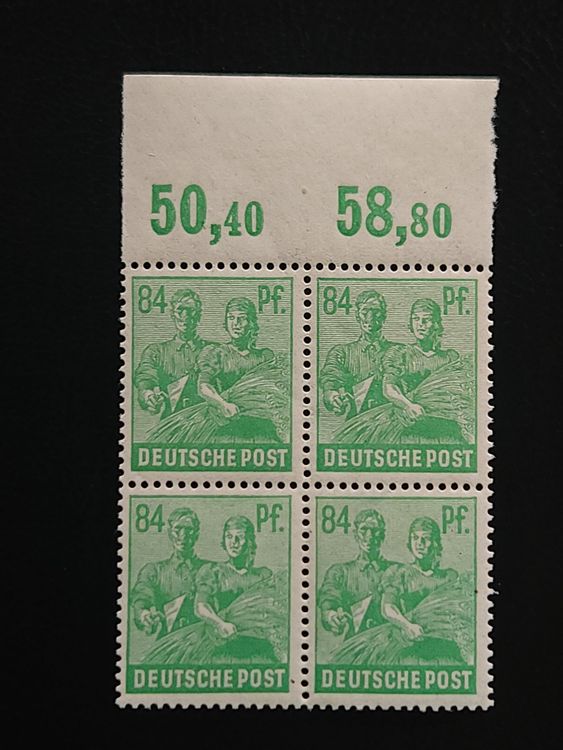 50,40 58,80
84 Pf. 84 Pf.
DEUTSCHE POST DEUTSCHE POST
84 Pf. 84 Pf.
DEUTSCHE POST DEUTSCHE POST